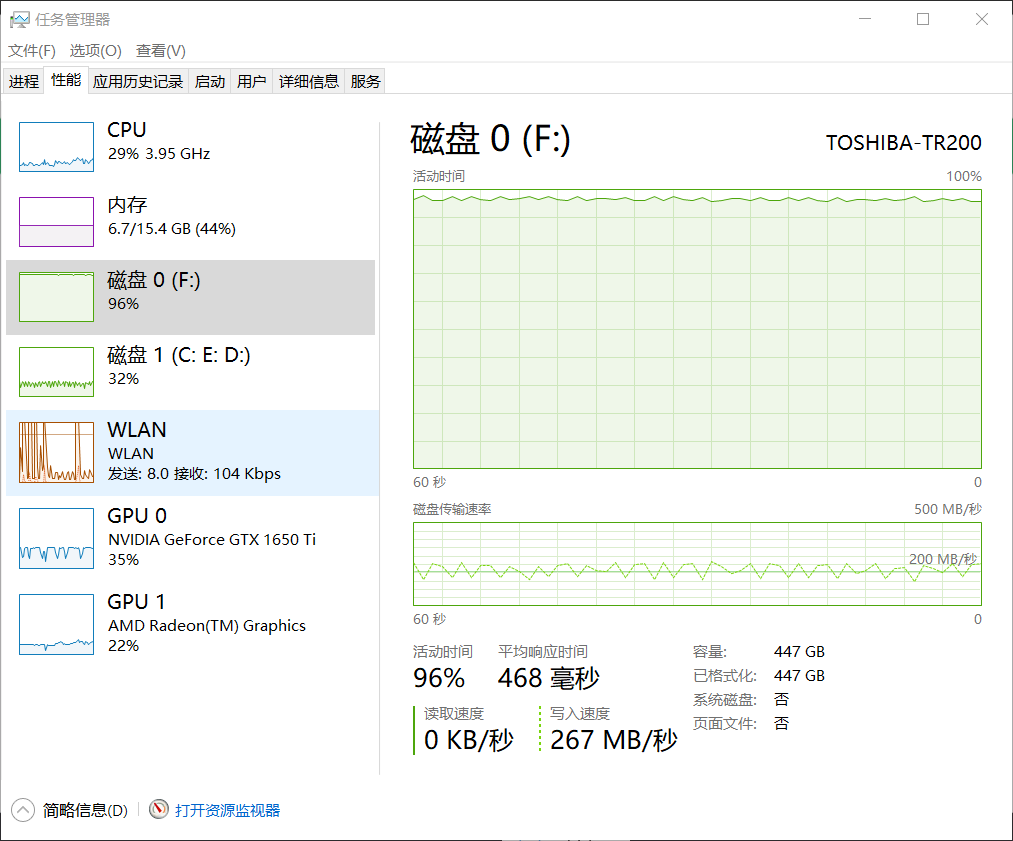 任务管理器
文件(F) 选项(O) 查看(V)
进程 性能 应用历史记录 启动 用户 详细信息 服务
CPU
29% 3.95 GHz
内存
6.7/15.4 GB (44%)
磁盘 0 (F:)
96%
磁盘 1 (C: E: D:)
32%
WLAN
WLAN
发送: 8.0 接收: 104 Kbps
GPU 0
NVIDIA GeForce GTX 1650 Ti
35%
GPU 1
AMD Radeon(TM) Graphics
22%
磁盘 0 (F:)
TOSHIBA-TR200
活动时间 100%
60 秒 0
磁盘传输速率 500 MB/秒
200 MB/秒
60 秒 0
活动时间 平均响应时间
96% 468 毫秒
读取速度 写入速度
0 KB/秒 267 MB/秒
容量: 447 GB
已格式化: 447 GB
系统磁盘: 否
页面文件: 否
简略信息(D) 打开资源监视器